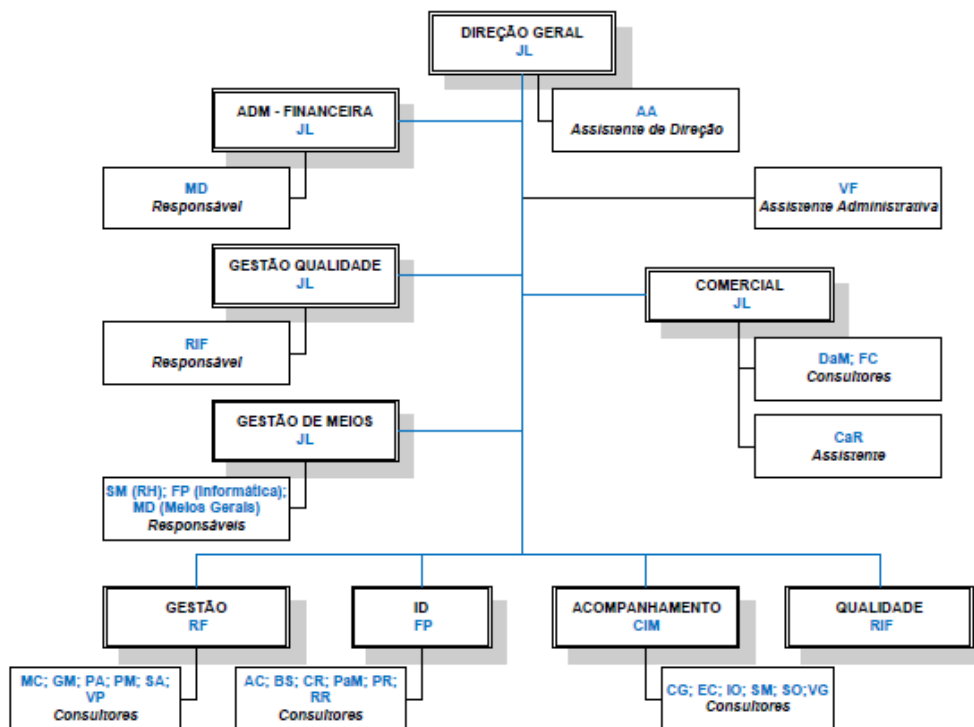 DIREÇÃO GERAL
JL
AA
Assistente de Direção
ADM - FINANCEIRA
JL
MD
Responsável
VF
Assistente Administrativa
GESTÃO QUALIDADE
JL
RIF
Responsável
COMERCIAL
JL
DaM; FC
Consultores
CaR
Assistente
GESTÃO DE MEIOS
JL
SM (RH); FP (Informática);
MD (Meios Gerais)
Responsáveis
GESTÃO
RF
MC; GM; PA; PM; SA;
VP
Consultores
ID
FP
AC; BS; CR; PaM; PR;
RR
Consultores
ACOMPANHAMENTO
CIM
CG; EC; IO; SM; SO;VG
Consultores
QUALIDADE
RIF